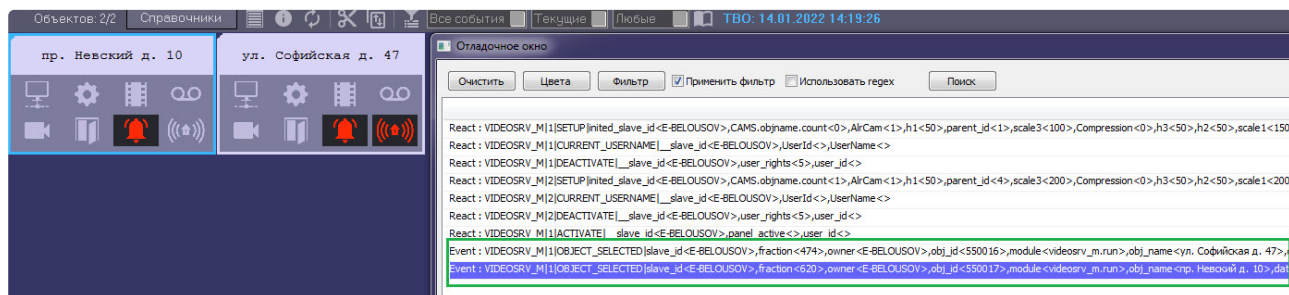 Объектов: 2/2 Справочники Все события Текущие Любые ТВО: 14.01.2022 14:19:26
пр. Невский д. 10
ул. Софийская д. 47
Отладочное окно
Очистить Цвета Фильтр Применить фильтр Использовать regex Поиск
React : VIDEOSRV_M|1|SETUP|inited_slave_id<E-BELOUSOV>,CAMS.objname.count<0>,AlrCam<1>,h1<50>,parent_id<1>,scale3<100>,Compression<0>,h3<50>,h2<50>,scale1<150
React : VIDEOSRV_M|1|CURRENT_USERNAME|__slave_id<E-BELOUSOV>,UserId<>,UserName<>
React : VIDEOSRV_M|1|DEACTIVATE|__slave_id<E-BELOUSOV>,user_rights<5>,user_id<>
React : VIDEOSRV_M|2|SETUP|inited_slave_id<E-BELOUSOV>,CAMS.objname.count<1>,AlrCam<1>,h1<50>,parent_id<4>,scale3<200>,Compression<0>,h3<50>,h2<50>,scale1<200
React : VIDEOSRV_M|2|CURRENT_USERNAME|__slave_id<E-BELOUSOV>,UserId<>,UserName<>
React : VIDEOSRV_M|2|DEACTIVATE|__slave_id<E-BELOUSOV>,user_rights<5>,user_id<>
React : VIDEOSRV_M|1|ACTIVATE|__slave_id<E-BELOUSOV>,panel_active<>,user_id<>
Event : VIDEOSRV_M|1|OBJECT_SELECTED|slave_id<E-BELOUSOV>,fraction<474>,owner<E-BELOUSOV>,obj_id<550016>,module<videosrv_m.run>,obj_name<ул. Софийская д. 47>,
Event : VIDEOSRV_M|1|OBJECT_SELECTED|slave_id<E-BELOUSOV>,fraction<620>,owner<E-BELOUSOV>,obj_id<550017>,module<videosrv_m.run>,obj_name<пр. Невский д. 10>,dat